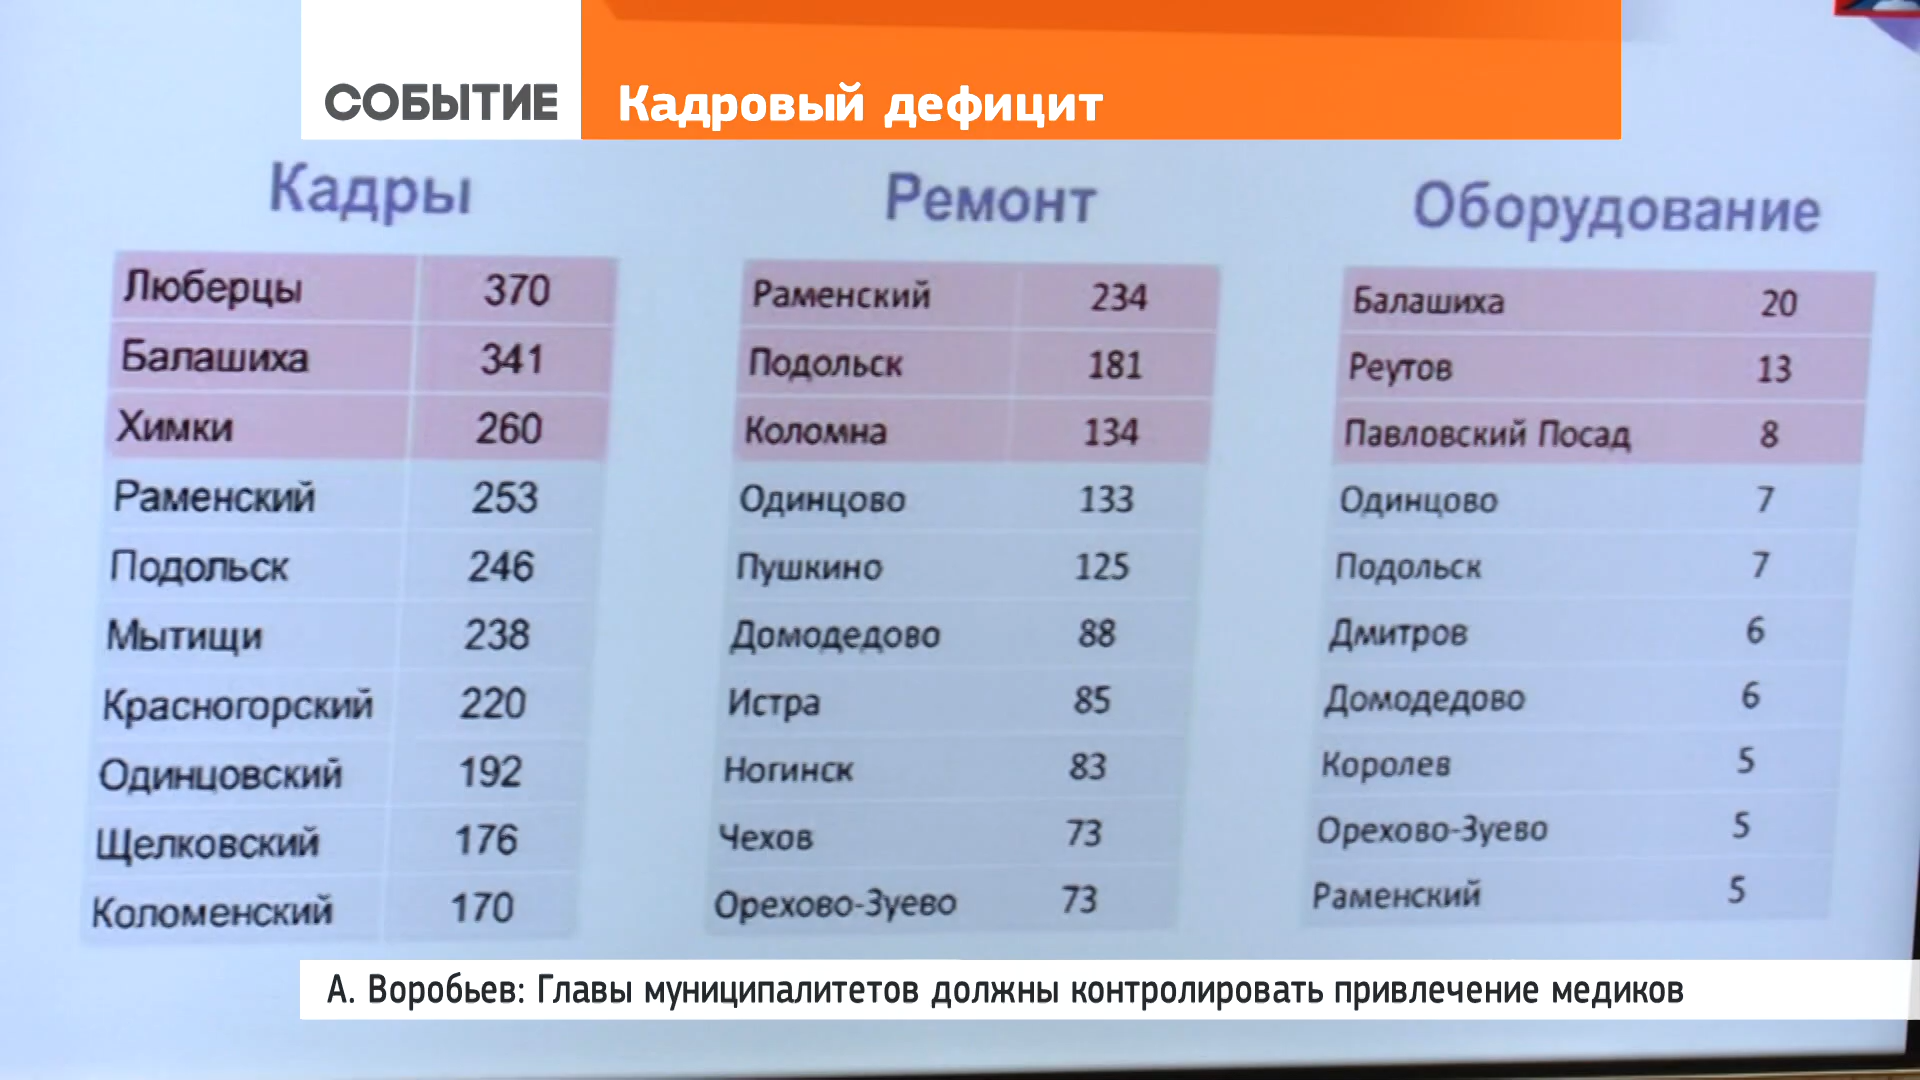 СОБЫТИЕ
Кадровый дефицит
Кадры
Люберцы 370
Балашиха 341
Химки 260
Раменский 253
Подольск 246
Мытищи 238
Красногорский 220
Одинцовский 192
Щелковский 176
Коломенский 170
Ремонт
Раменский 234
Подольск 181
Коломна 134
Одинцово 133
Пушкино 125
Домодедово 88
Истра 85
Ногинск 83
Чехов 73
Орехово-Зуево 73
Оборудование
Балашиха 20
Реутов 13
Павловский Посад 8
Одинцово 7
Подольск 7
Дмитров 6
Домодедово 6
Королев 5
Орехово-Зуево 5
Раменский 5
А. Воробьев: Главы муниципалитетов должны контролировать привлечение медиков